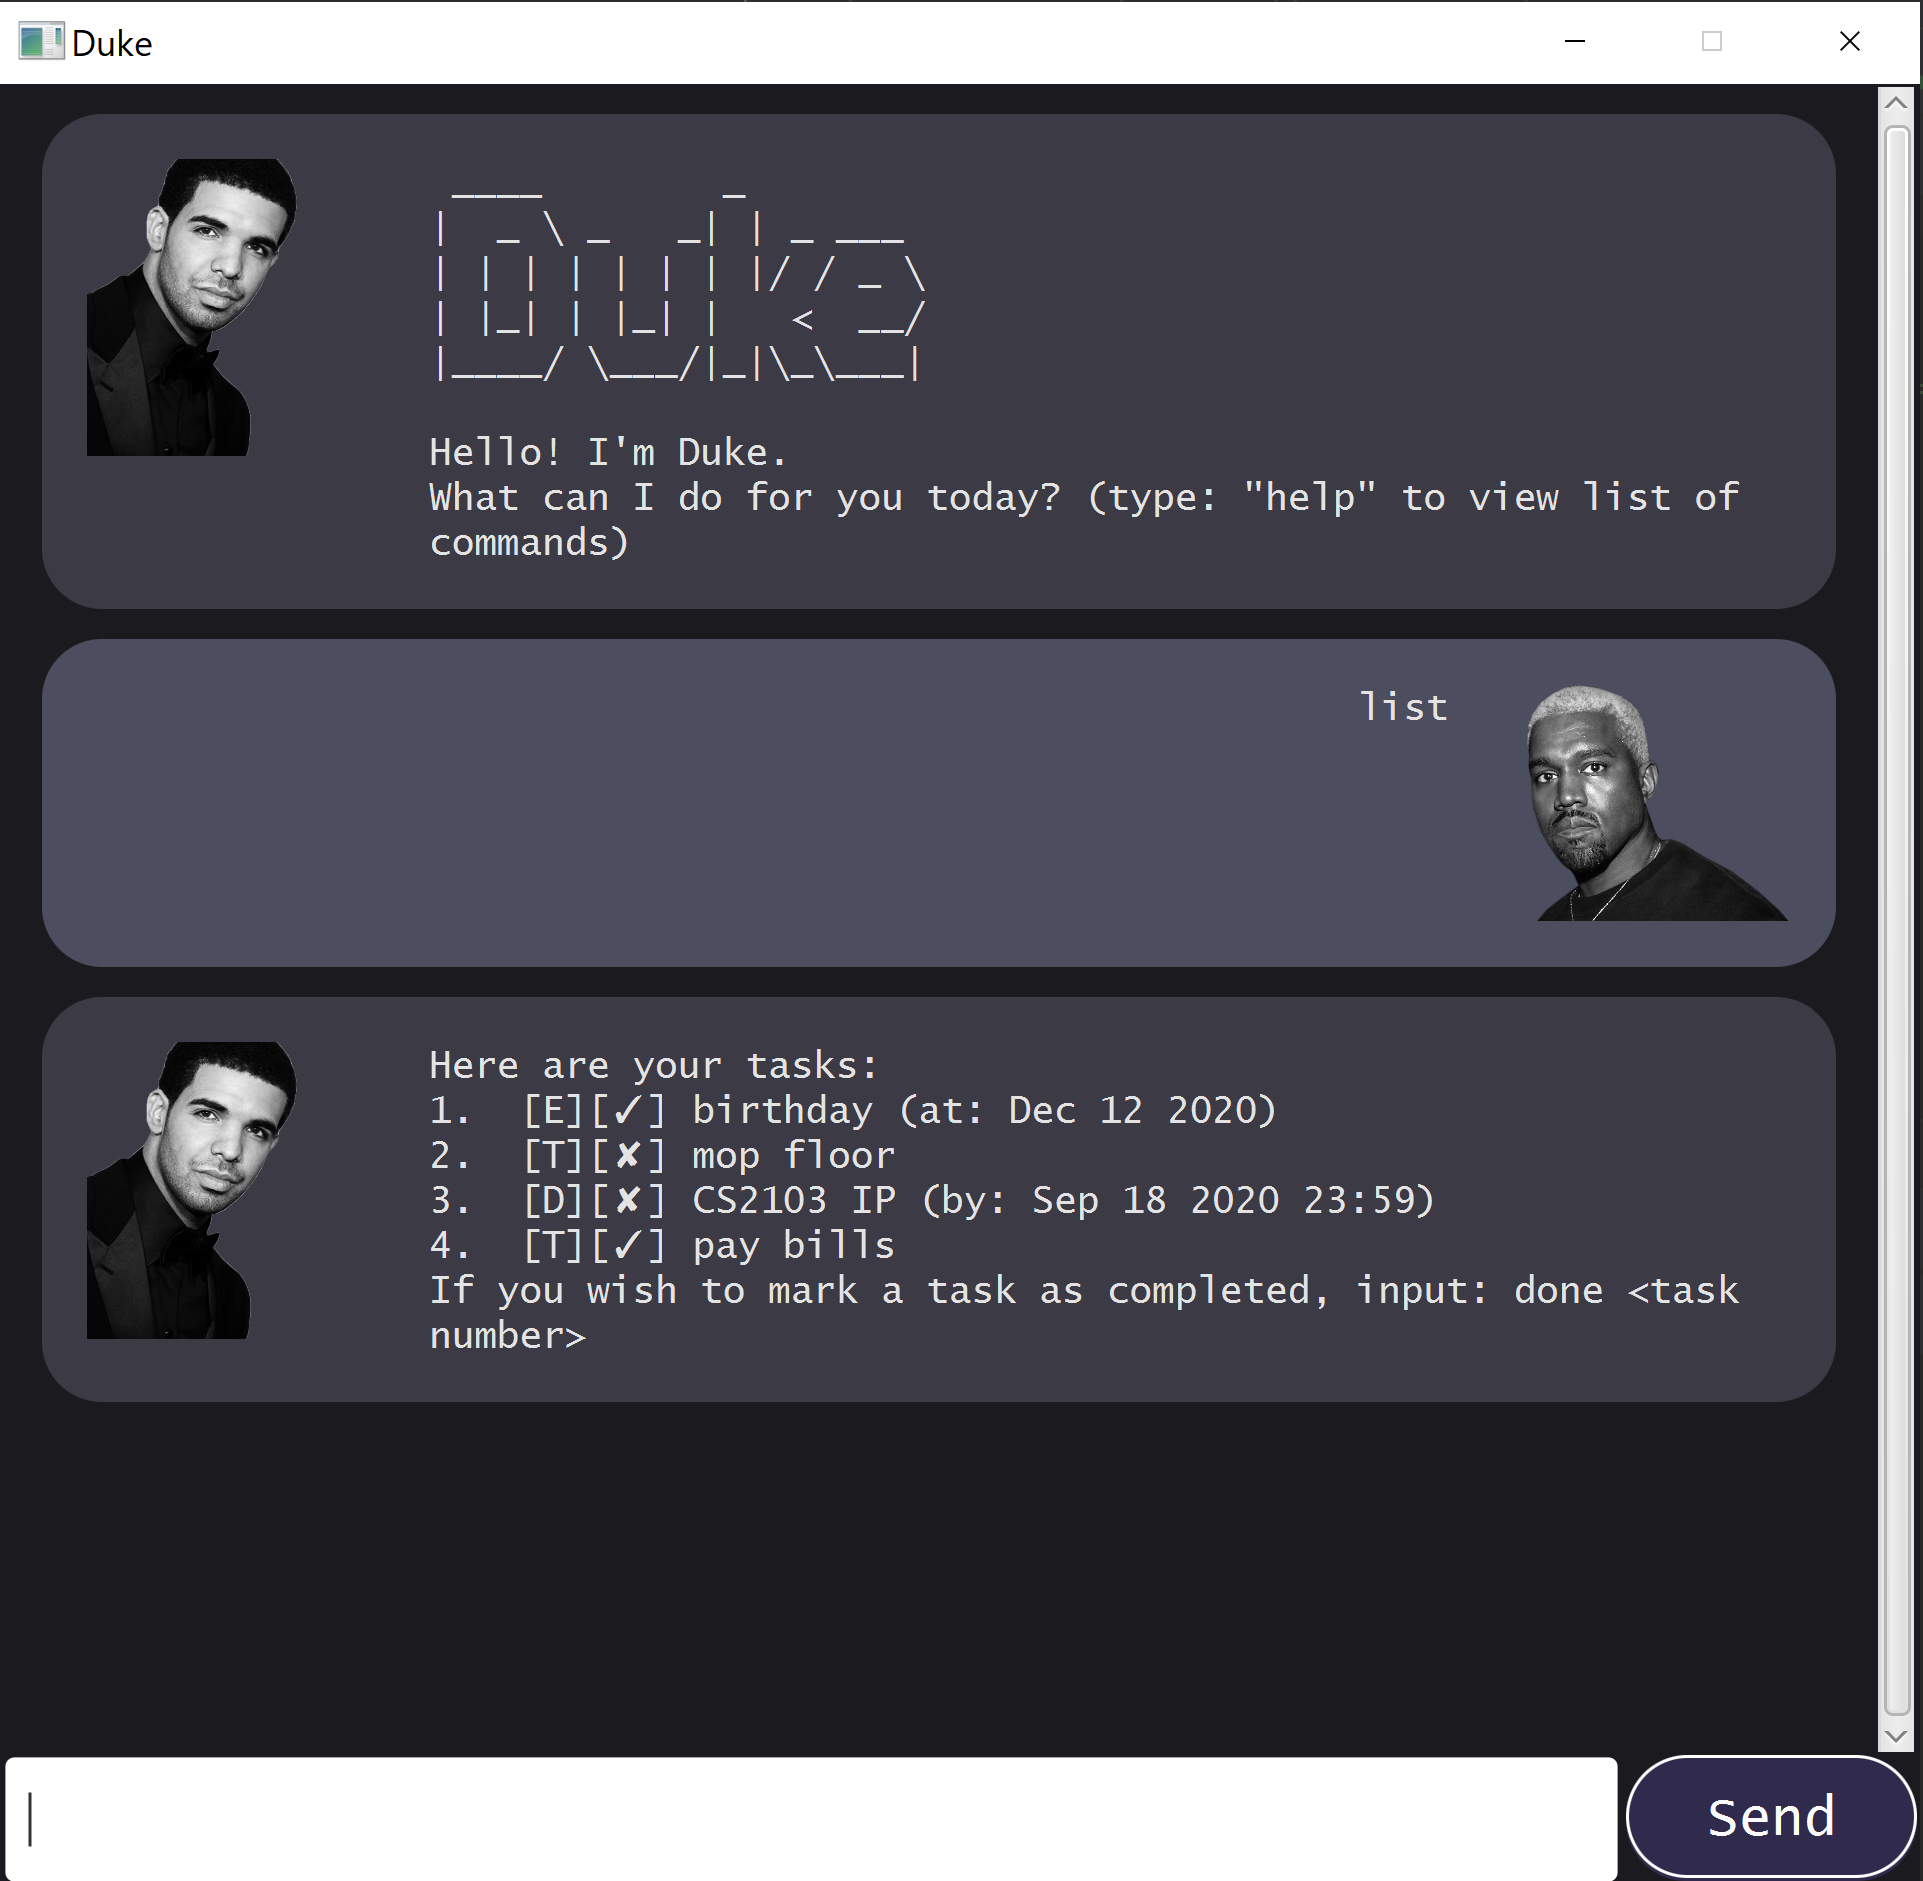 Duke
 ____        _
|  _ \ _   _| | _ ___
| | | | | | | |/ / _ \
| |_| | |_| |   <  __/
|____/ \___/|_|\_\___|
Hello! I'm Duke.
What can I do for you today? (type: "help" to view list of
commands)
list
Here are your tasks:
1.  [E][✓] birthday (at: Dec 12 2020)
2.  [T][✘] mop floor
3.  [D][✘] CS2103 IP (by: Sep 18 2020 23:59)
4.  [T][✓] pay bills
If you wish to mark a task as completed, input: done <task
number>
Send